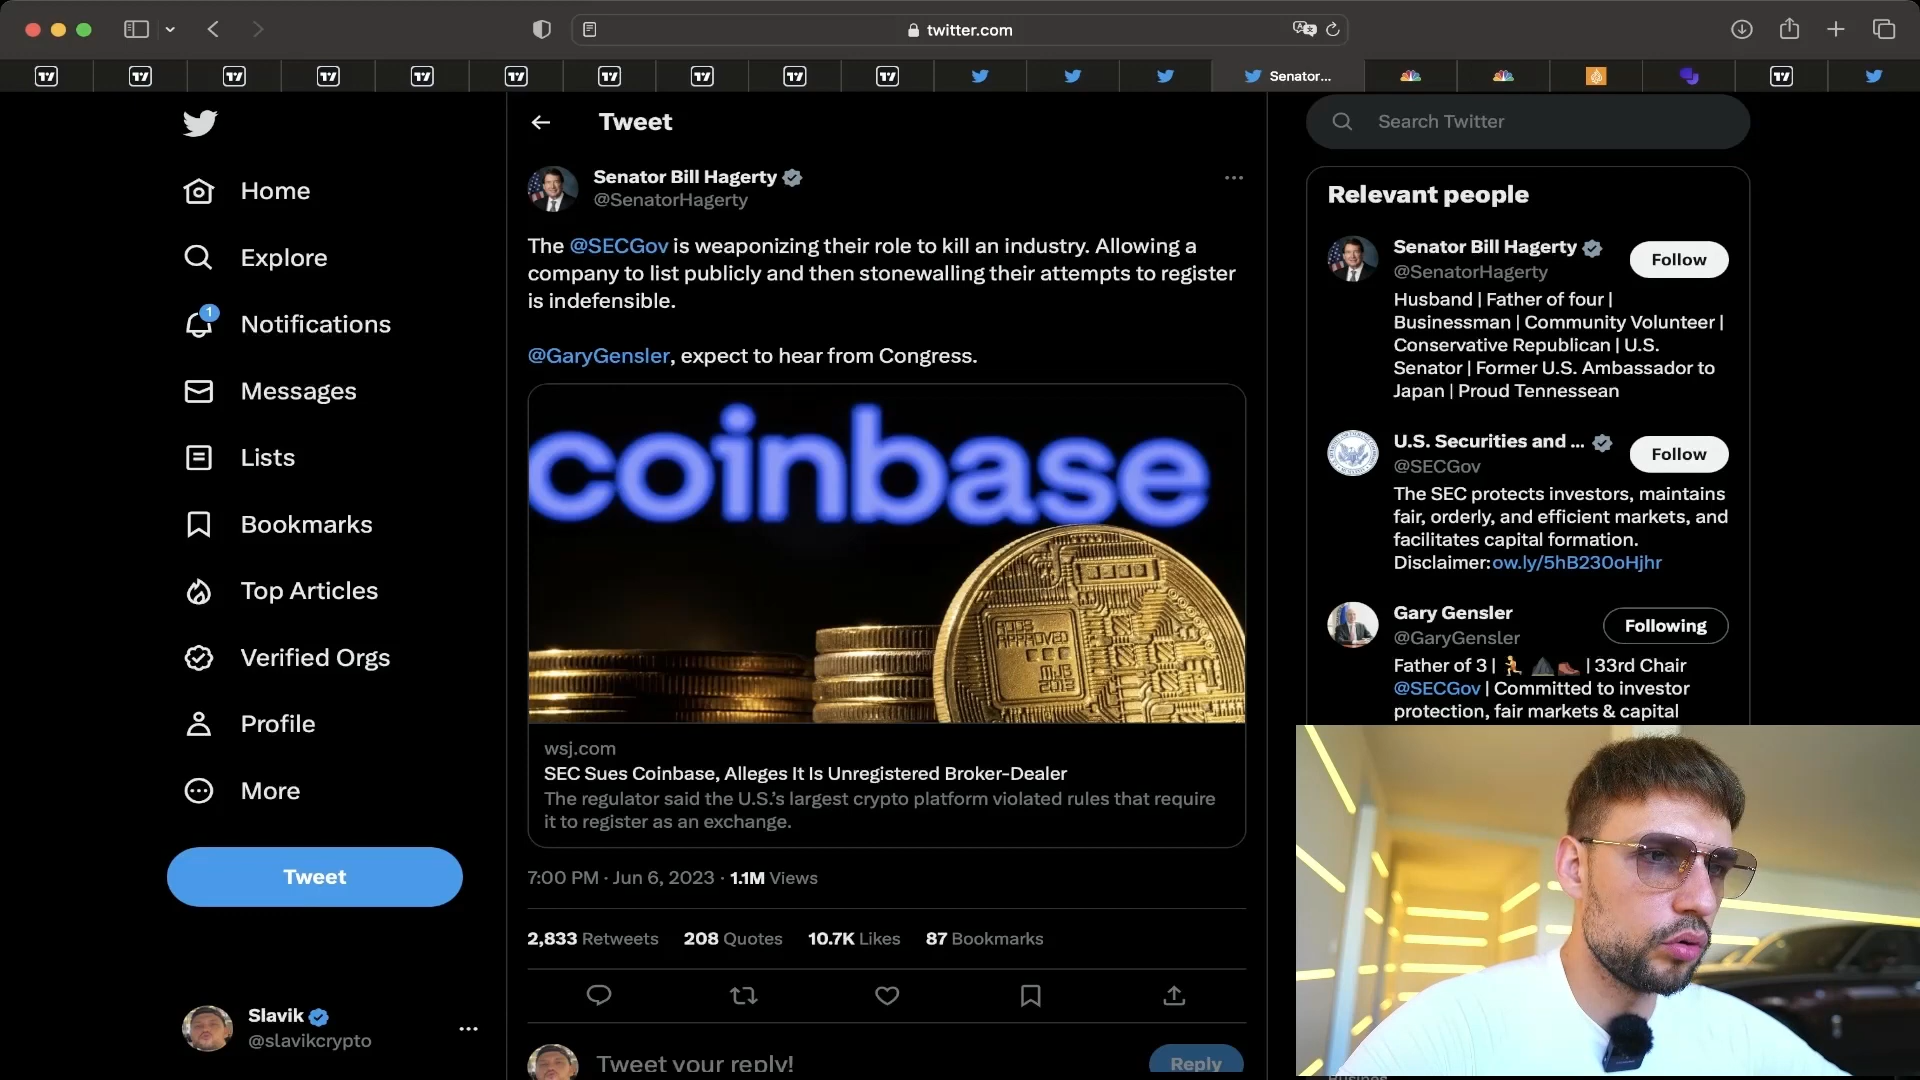 twitter.com
Senator...
Tweet
Search Twitter
Home
Explore
1
Notifications
Messages
Lists
Bookmarks
Top Articles
Verified Orgs
Profile
More
Tweet
Slavik
@slavikcrypto
Senator Bill Hagerty
@SenatorHagerty
The @SECGov is weaponizing their role to kill an industry. Allowing a
company to list publicly and then stonewalling their attempts to register
is indefensible.
@GaryGensler, expect to hear from Congress.
coinbase
wsj.com
SEC Sues Coinbase, Alleges It Is Unregistered Broker-Dealer
The regulator said the U.S.'s largest crypto platform violated rules that require
it to register as an exchange.
7:00 PM · Jun 6, 2023 · 1.1M Views
2,833 Retweets 208 Quotes 10.7K Likes 87 Bookmarks
Tweet your reply!
Reply
Relevant people
Senator Bill Hagerty
@SenatorHagerty
Follow
Husband | Father of four |
Businessman | Community Volunteer |
Conservative Republican | U.S.
Senator | Former U.S. Ambassador to
Japan | Proud Tennessean
U.S. Securities and ...
@SECGov
Follow
The SEC protects investors, maintains
fair, orderly, and efficient markets, and
facilitates capital formation.
Disclaimer:ow.ly/5hB230oHjhr
Gary Gensler
@GaryGensler
Following
Father of 3 | 🏃 ⛰️🥾 | 33rd Chair
@SECGov | Committed to investor
protection, fair markets & capital